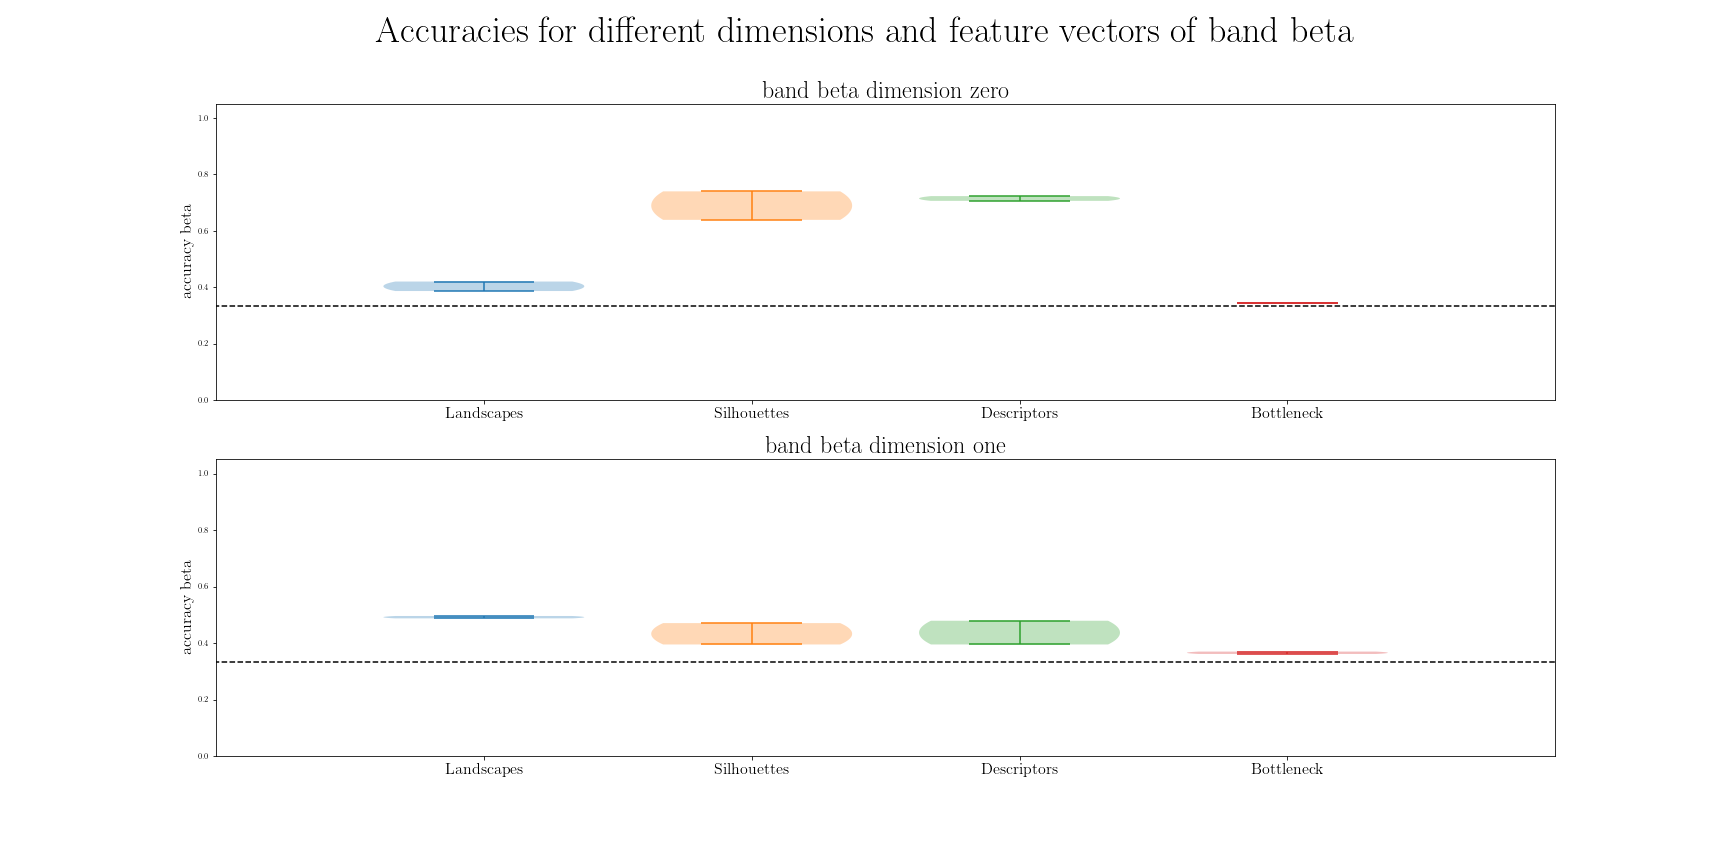 Accuracies for different dimensions and feature vectors of band beta
band beta dimension zero
1.0
0.8
0.6
0.4
0.2
0.0
accuracy beta
Landscapes Silhouettes Descriptors Bottleneck
band beta dimension one
1.0
0.8
0.6
0.4
0.2
0.0
accuracy beta
Landscapes Silhouettes Descriptors Bottleneck